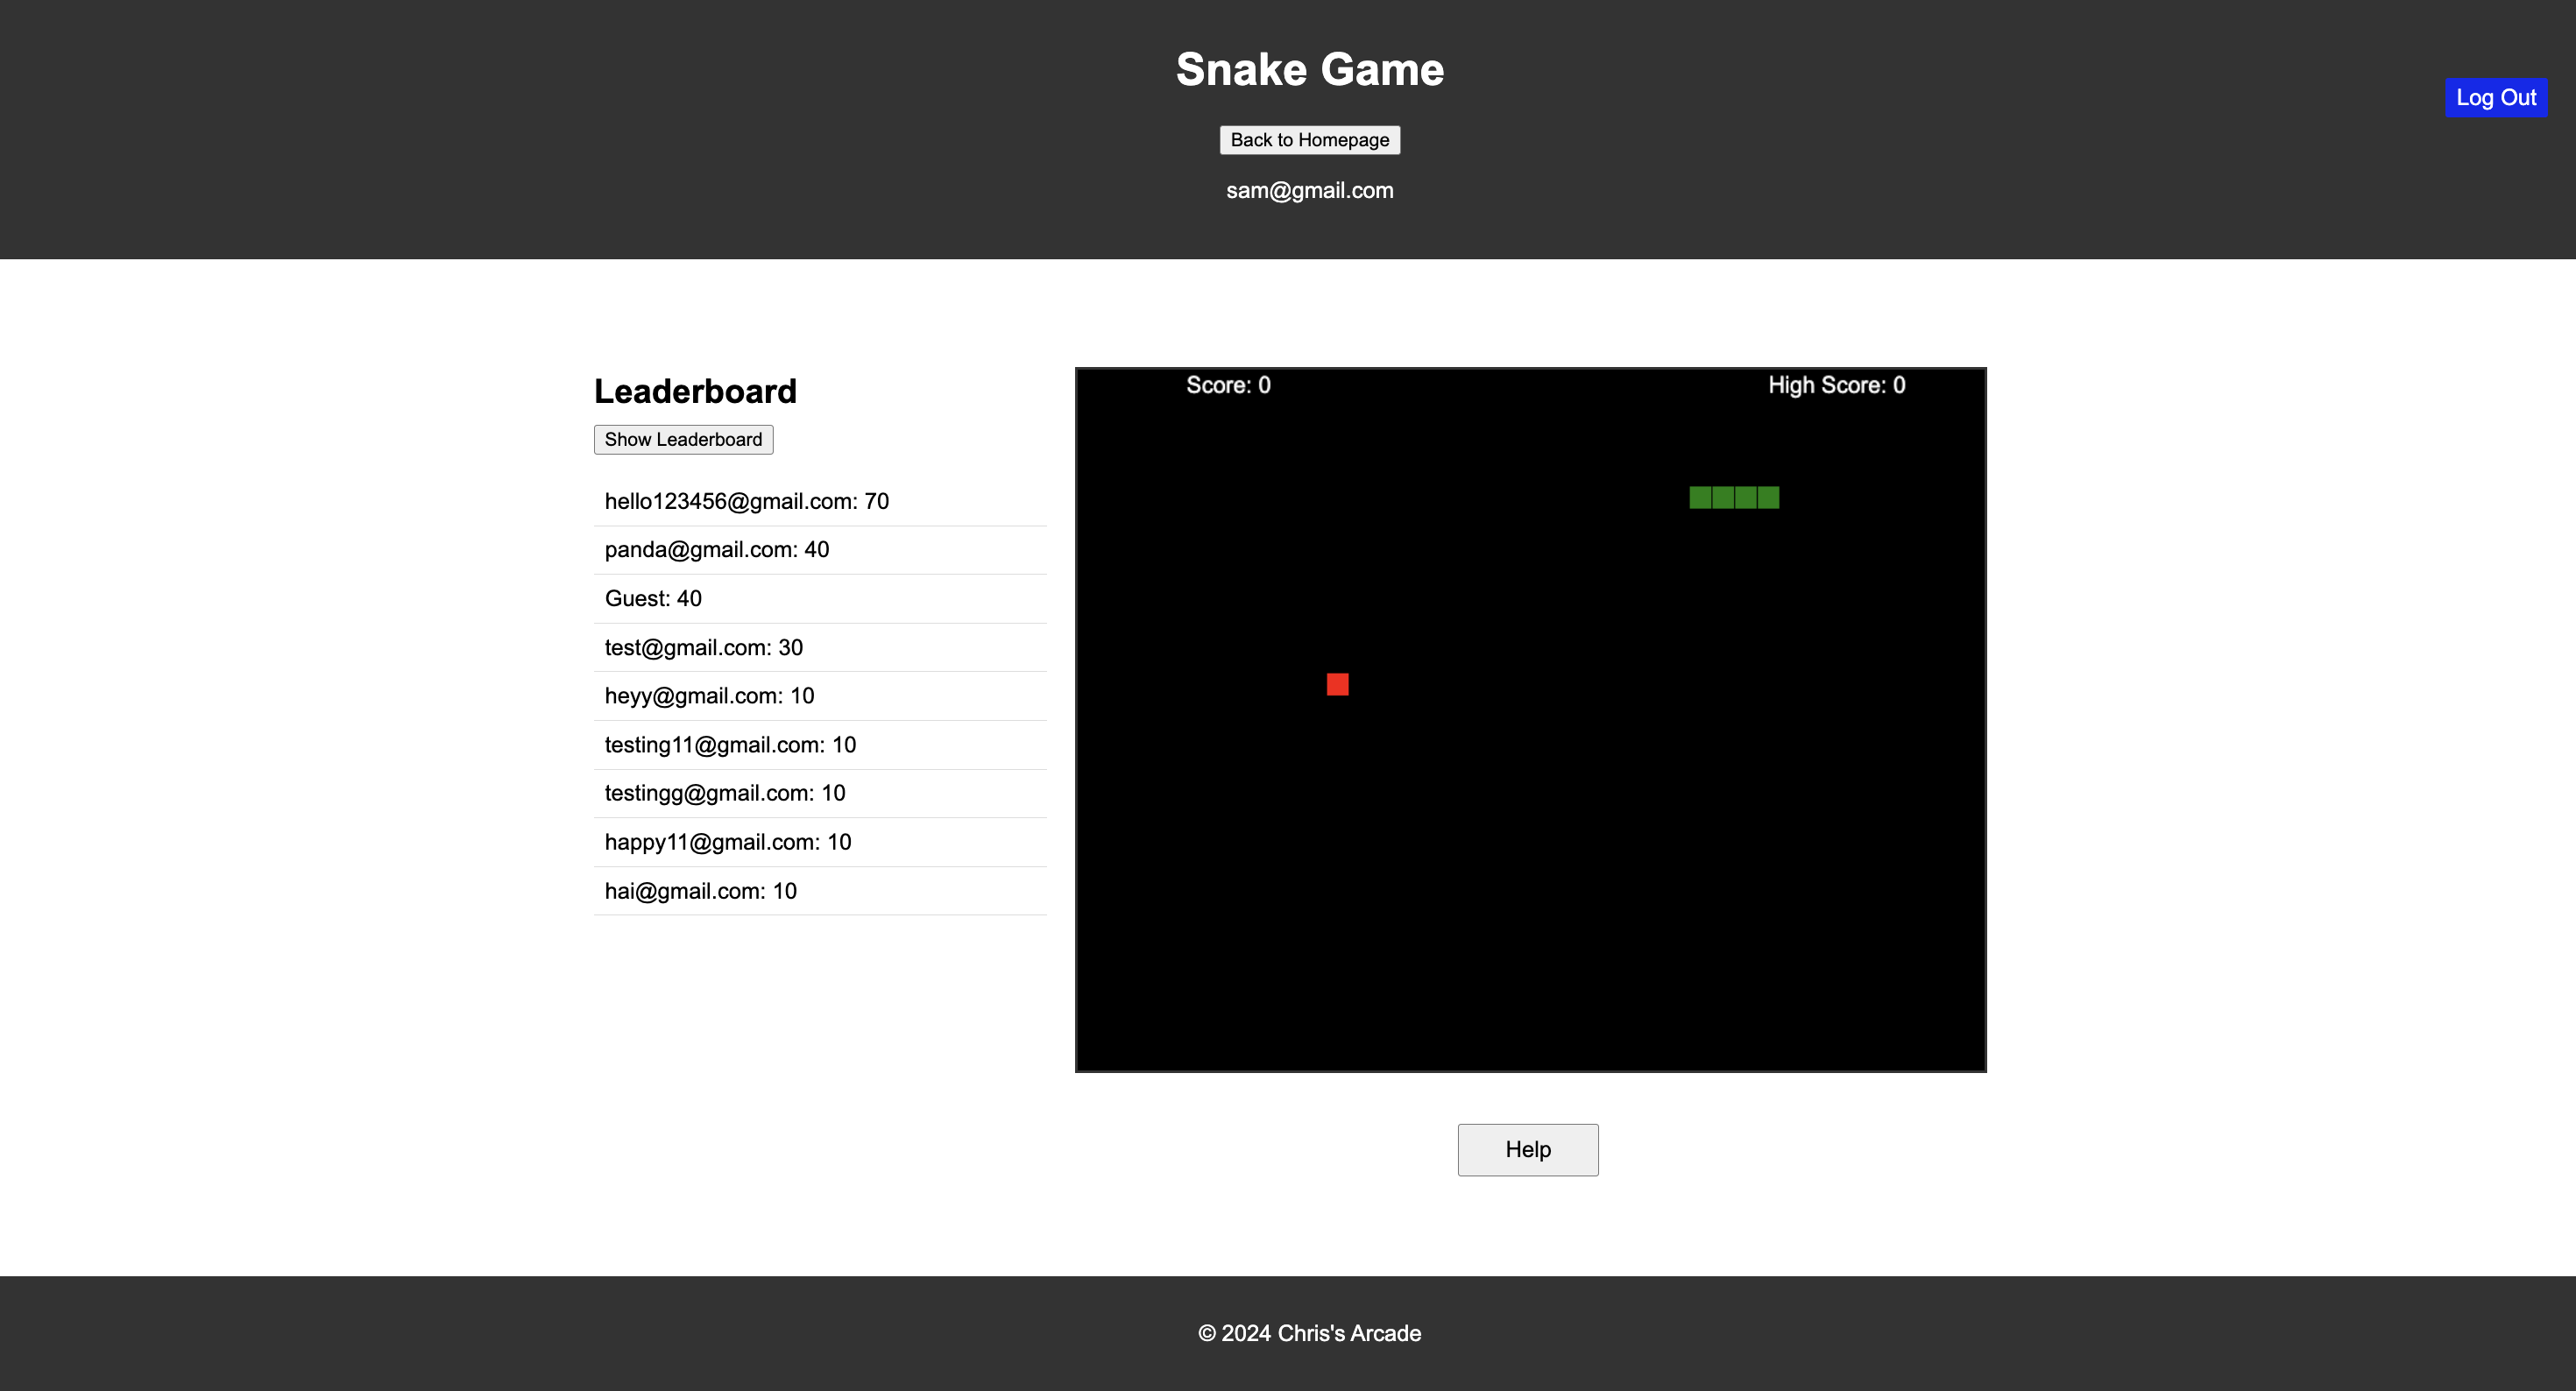 Snake Game
Log Out
Back to Homepage
sam@gmail.com
Leaderboard
Show Leaderboard
hello123456@gmail.com: 70
panda@gmail.com: 40
Guest: 40
test@gmail.com: 30
heyy@gmail.com: 10
testing11@gmail.com: 10
testingg@gmail.com: 10
happy11@gmail.com: 10
hai@gmail.com: 10
Score: 0
High Score: 0
Help
© 2024 Chris's Arcade